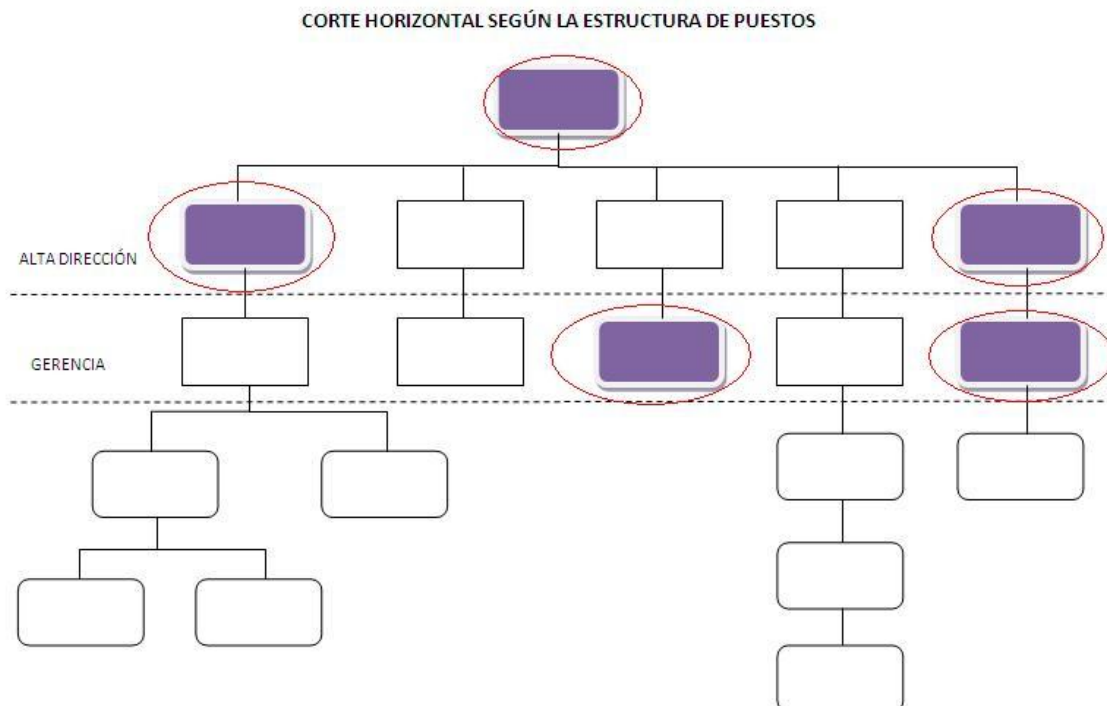 CORTE HORIZONTAL SEGÚN LA ESTRUCTURA DE PUESTOS
ALTA DIRECCIÓN
GERENCIA